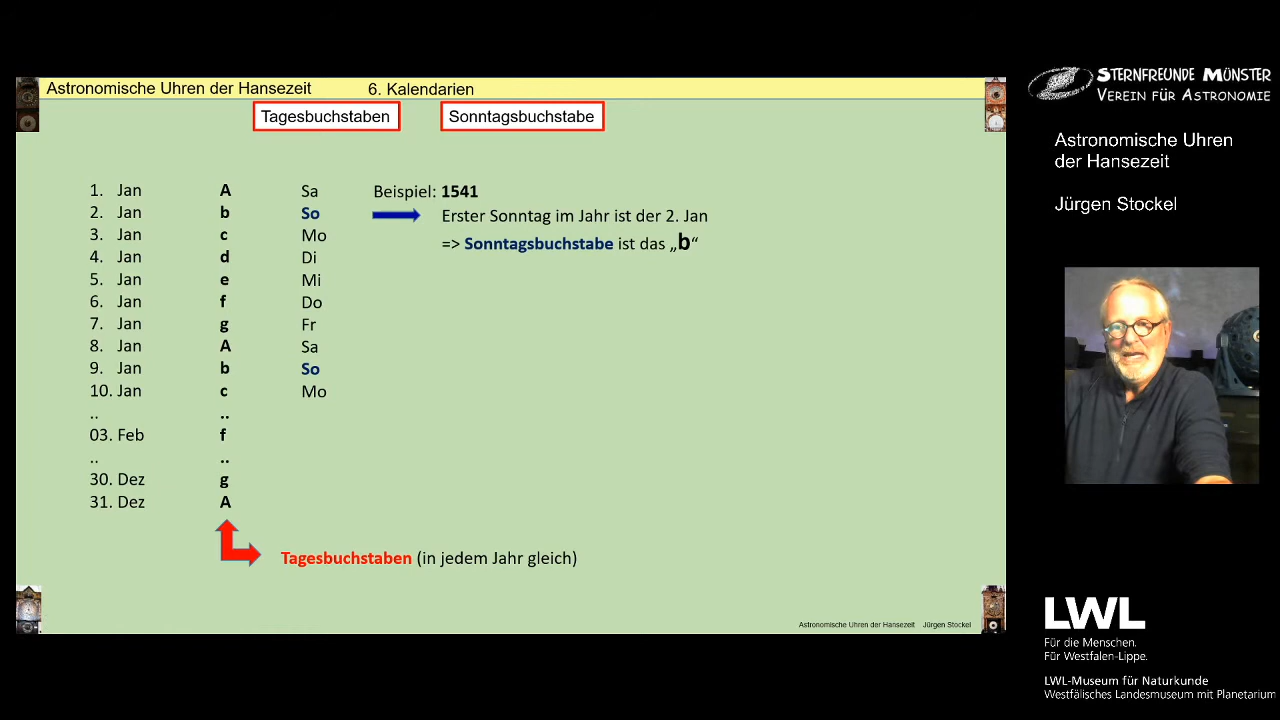 Astronomische Uhren der Hansezeit 6. Kalendarien
Tagesbuchstaben Sonntagsbuchstabe
1. Jan A Sa Beispiel: 1541
2. Jan b So Erster Sonntag im Jahr ist der 2. Jan
3. Jan c Mo => Sonntagsbuchstabe ist das „b“
4. Jan d Di
5. Jan e Mi
6. Jan f Do
7. Jan g Fr
8. Jan A Sa
9. Jan b So
10. Jan c Mo
.. ..
03. Feb f
.. ..
30. Dez g
31. Dez A
Tagesbuchstaben (in jedem Jahr gleich)
Astronomische Uhren der Hansezeit Jürgen Stockel
STERNFREUNDE MÜNSTER
VEREIN FÜR ASTRONOMIE
Astronomische Uhren
der Hansezeit
Jürgen Stockel
LWL
Für die Menschen.
Für Westfalen-Lippe.
LWL-Museum für Naturkunde
Westfälisches Landesmuseum mit Planetarium